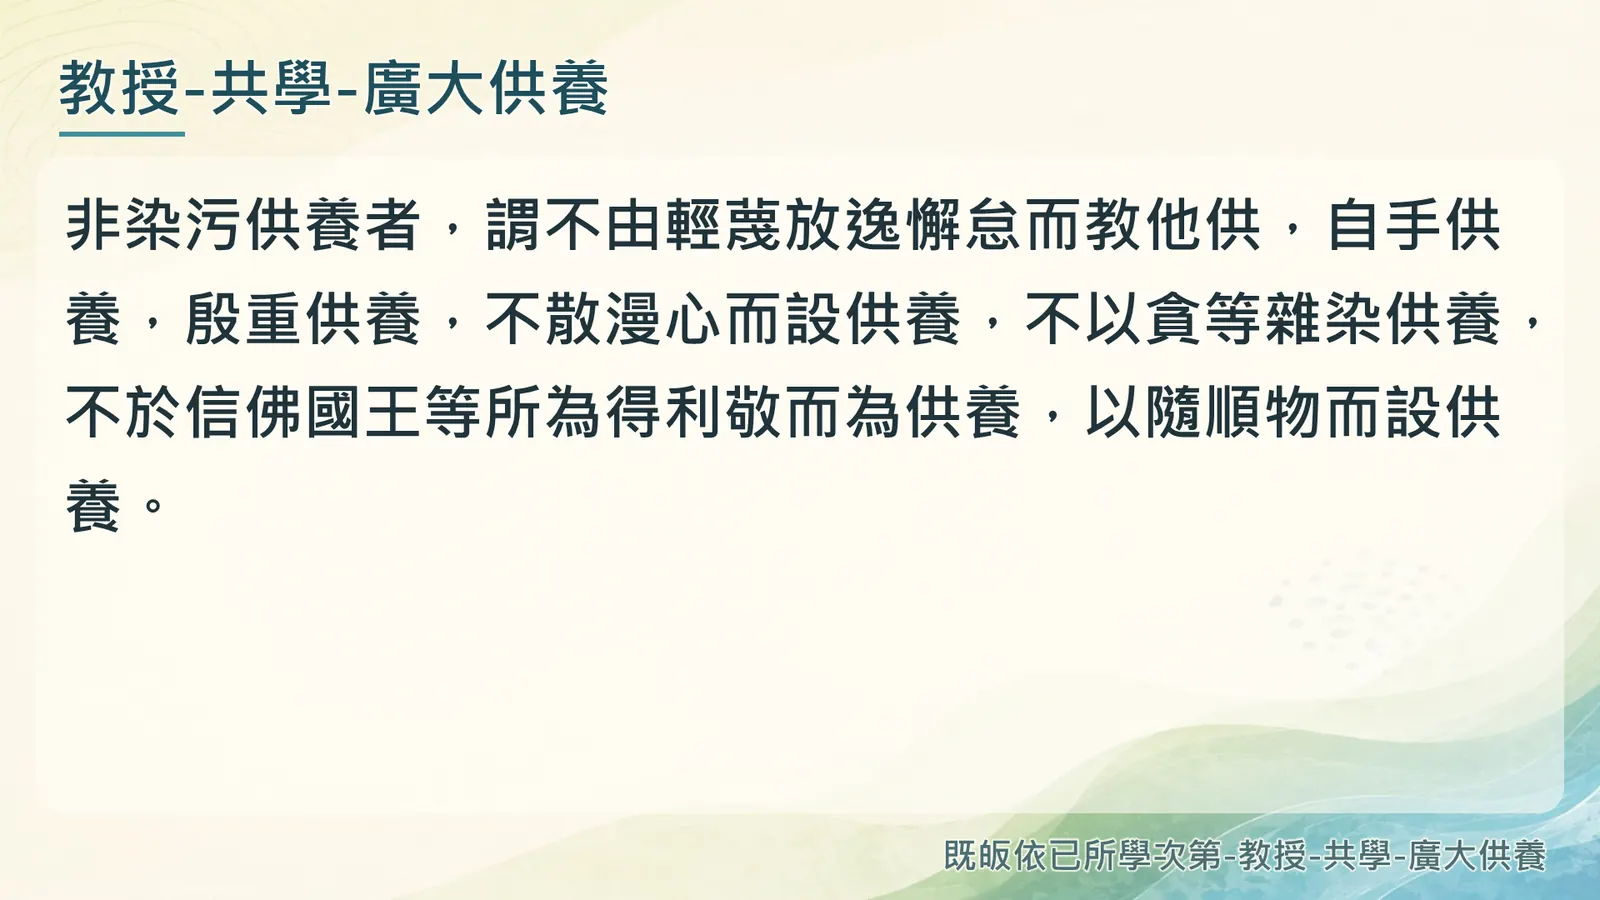 教授-共學-廣大供養
非染污供養者，謂不由輕蔑放逸懈怠而教他供，自手供
養，殷重供養，不散漫心而設供養，不以貪等雜染供養，
不於信佛國王等所為得利敬而為供養，以隨順物而設供
養。
既皈依已所學次第-教授-共學-廣大供養